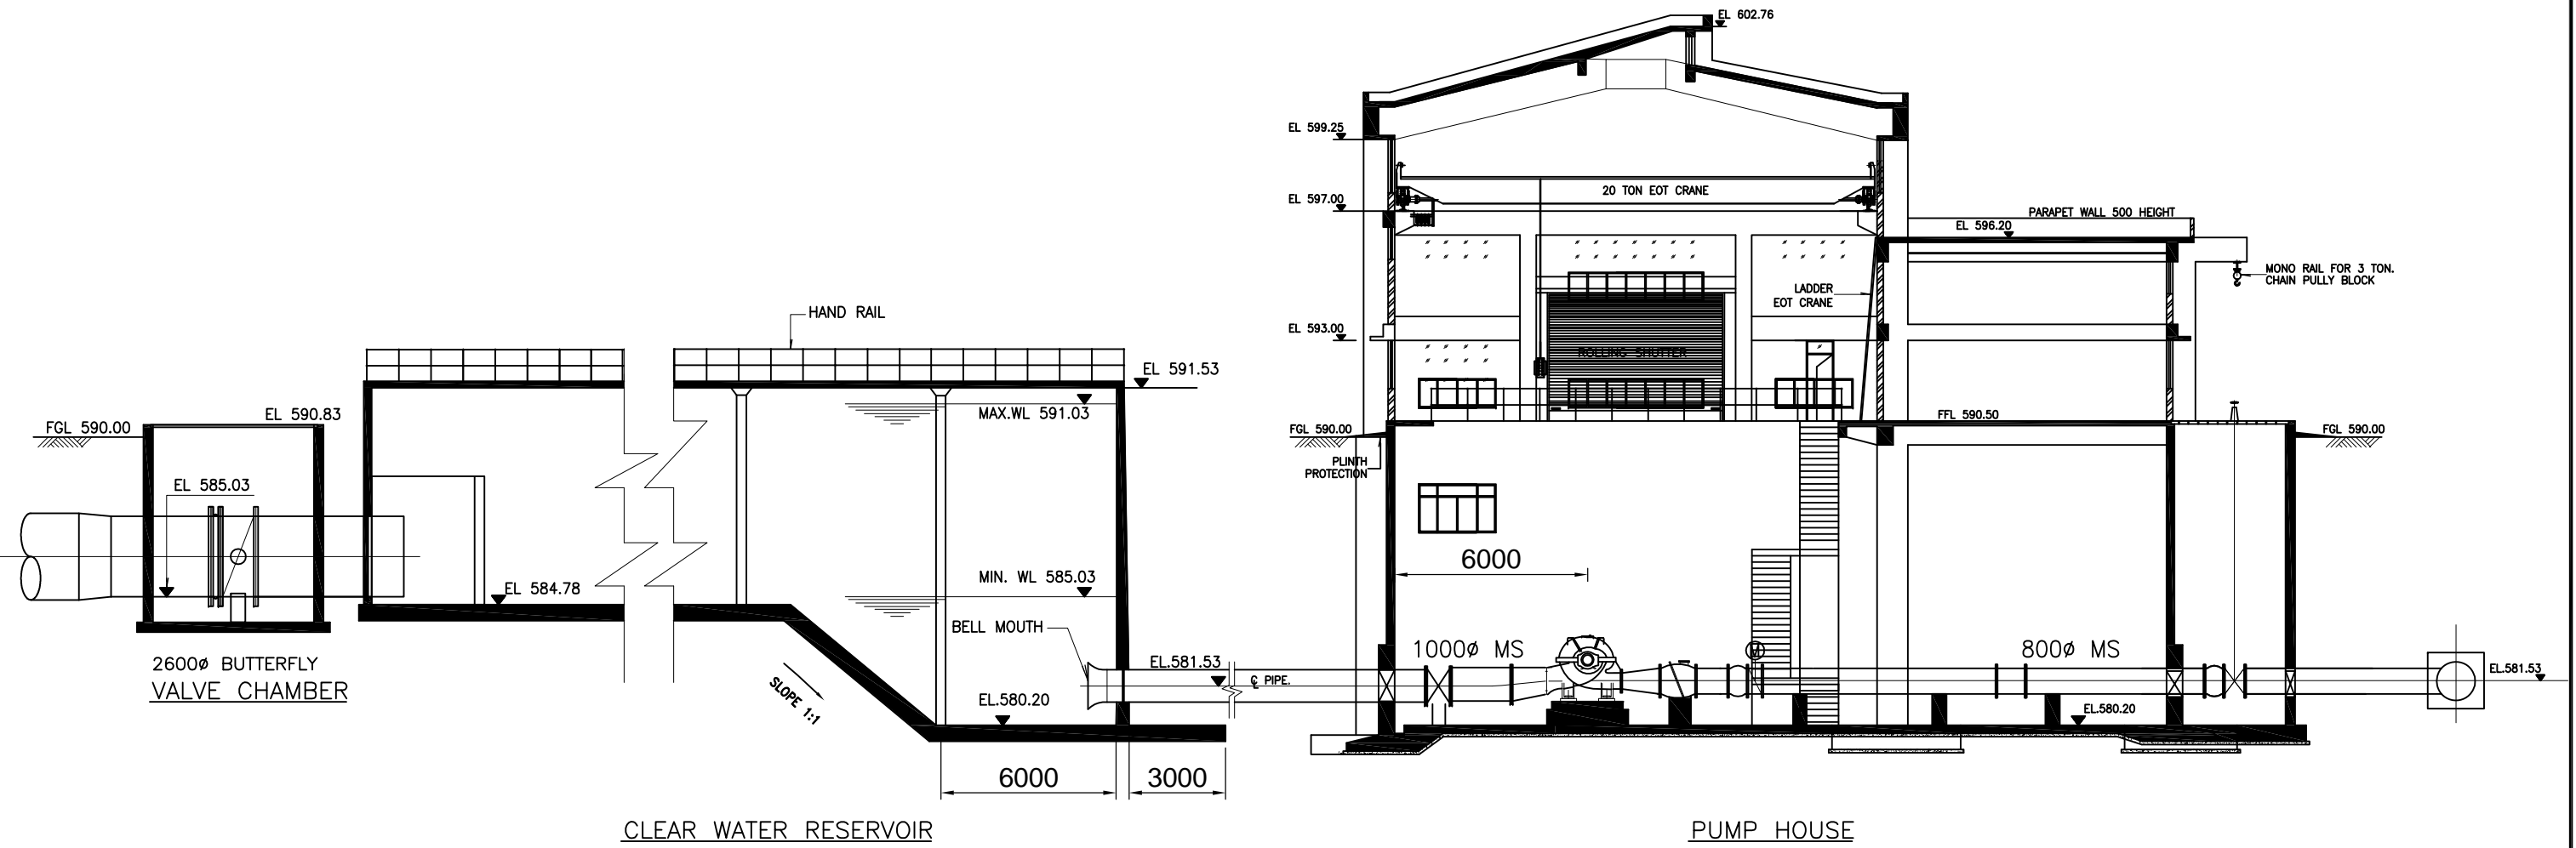 EL 602.76
EL 599.25
20 TON EOT CRANE
EL 597.00
PARAPET WALL 500 HEIGHT
EL 596.20
MONO RAIL FOR 3 TON.
CHAIN PULLY BLOCK
LADDER
EOT CRANE
EL 593.00
ROLLING SHUTTER
HAND RAIL
EL 591.53
MAX.WL 591.03
EL 590.83
FGL 590.00
FFL 590.50
FGL 590.00
FGL 590.00
PLINTH
PROTECTION
EL 585.03
6000
EL 584.78
MIN. WL 585.03
BELL MOUTH
1000ø MS
M
800ø MS
2600ø BUTTERFLY
VALVE CHAMBER
SLOPE 1:1
EL.581.53
℄ PIPE.
EL.581.53
EL.580.20
EL.580.20
6000
3000
CLEAR WATER RESERVOIR
PUMP HOUSE